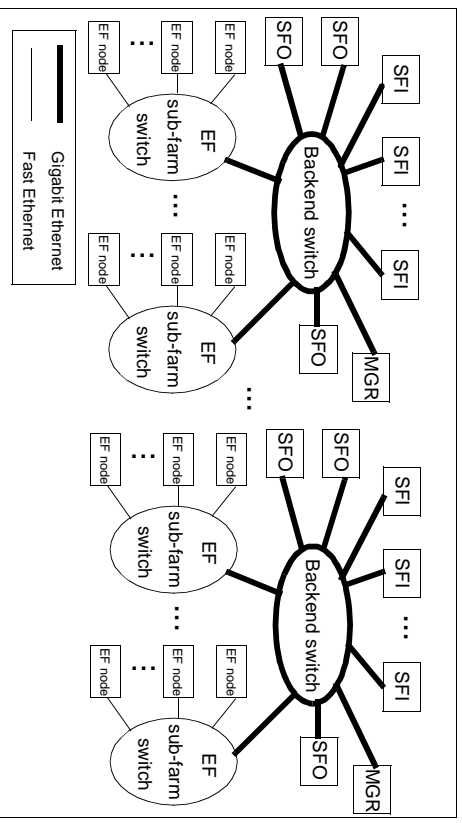 SFI
SFI
...
SFI
MGR
SFO
SFO
Backend switch
SFO
EF node
EF node
...
EF node
EF
sub-farm
switch
...
EF node
EF node
...
EF node
EF
sub-farm
switch
...
SFI
SFI
...
SFI
MGR
SFO
SFO
Backend switch
SFO
EF node
EF node
...
EF node
EF
sub-farm
switch
...
EF node
EF node
...
EF node
EF
sub-farm
switch
Gigabit Ethernet
Fast Ethernet